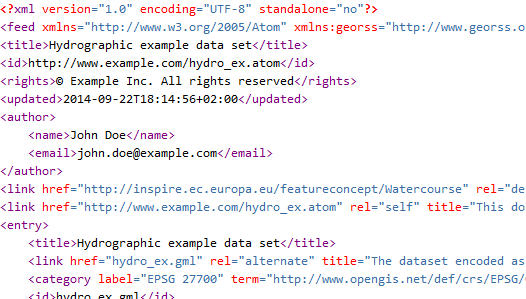 <?xml version="1.0" encoding="UTF-8" standalone="no"?>
<feed xmlns="http://www.w3.org/2005/Atom" xmlns:georss="http://www.georss.o
<title>Hydrographic example data set</title>
<id>http://www.example.com/hydro_ex.atom</id>
<rights>© Example Inc. All rights reserved</rights>
<updated>2014-09-22T18:14:56+02:00</updated>
<author>
    <name>John Doe</name>
    <email>john.doe@example.com</email>
</author>
<link href="http://inspire.ec.europa.eu/featureconcept/Watercourse" rel="de
<link href="http://www.example.com/hydro_ex.atom" rel="self" title="This do
<entry>
    <title>Hydrographic example data set</title>
    <link href="hydro_ex.gml" rel="alternate" title="The dataset encoded as
    <category label="EPSG 27700" term="http://www.opengis.net/def/crs/EPSG/
    <id>hydro_ex.gml</id>